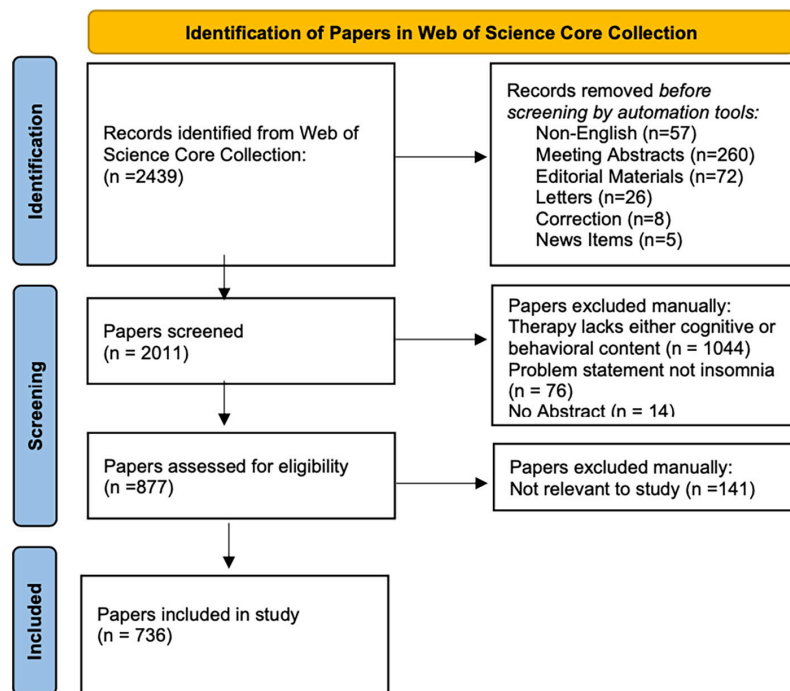 Identification of Papers in Web of Science Core Collection
Identification
Records identified from Web of
Science Core Collection:
(n =2439)
Records removed before
screening by automation tools:
Non-English (n=57)
Meeting Abstracts (n=260)
Editorial Materials (n=72)
Letters (n=26)
Correction (n=8)
News Items (n=5)
Screening
Papers screened
(n = 2011)
Papers excluded manually:
Therapy lacks either cognitive or
behavioral content (n = 1044)
Problem statement not insomnia
(n = 76)
No Abstract (n = 14)
Papers assessed for eligibility
(n =877)
Papers excluded manually:
Not relevant to study (n =141)
Included
Papers included in study
(n = 736)